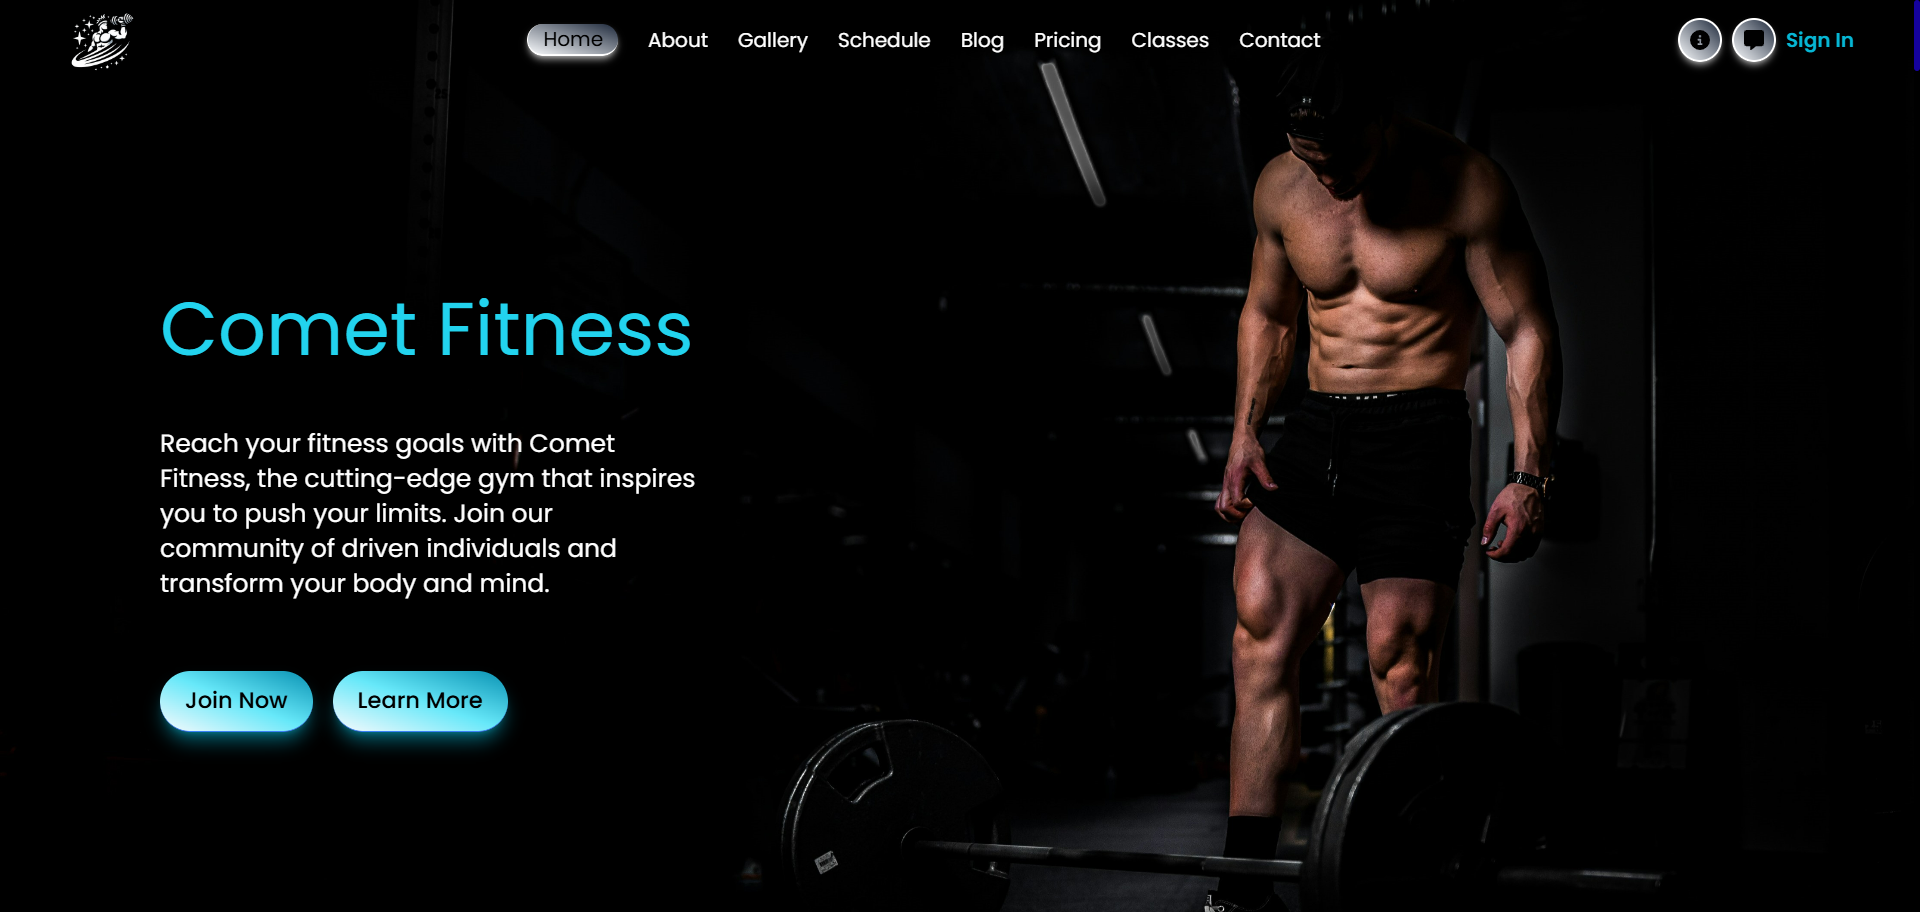 Home About Gallery Schedule Blog Pricing Classes Contact Sign In
Comet Fitness
Reach your fitness goals with Comet
Fitness, the cutting-edge gym that inspires
you to push your limits. Join our
community of driven individuals and
transform your body and mind.
Join Now Learn More